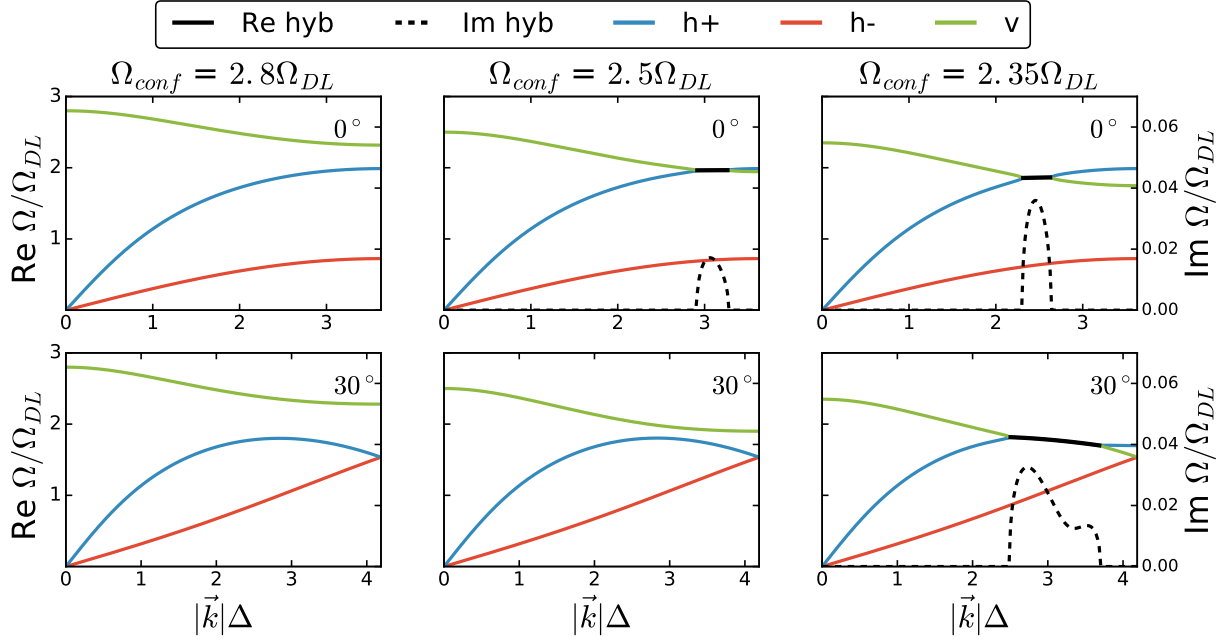 Re hyb Im hyb h+ h- v
Ω_conf = 2.8Ω_DL Ω_conf = 2.5Ω_DL Ω_conf = 2.35Ω_DL
Re Ω/Ω_DL
3
2
1
0 1 2 3
0°
0 1 2 3
0°
0 1 2 3
0°
0.06
0.04
0.02
0.00
Im Ω/Ω_DL
Re Ω/Ω_DL
3
2
1
0 1 2 3 4
30°
|k⃗|Δ
0 1 2 3 4
30°
|k⃗|Δ
0 1 2 3 4
30°
|k⃗|Δ
0.06
0.04
0.02
0.00
Im Ω/Ω_DL